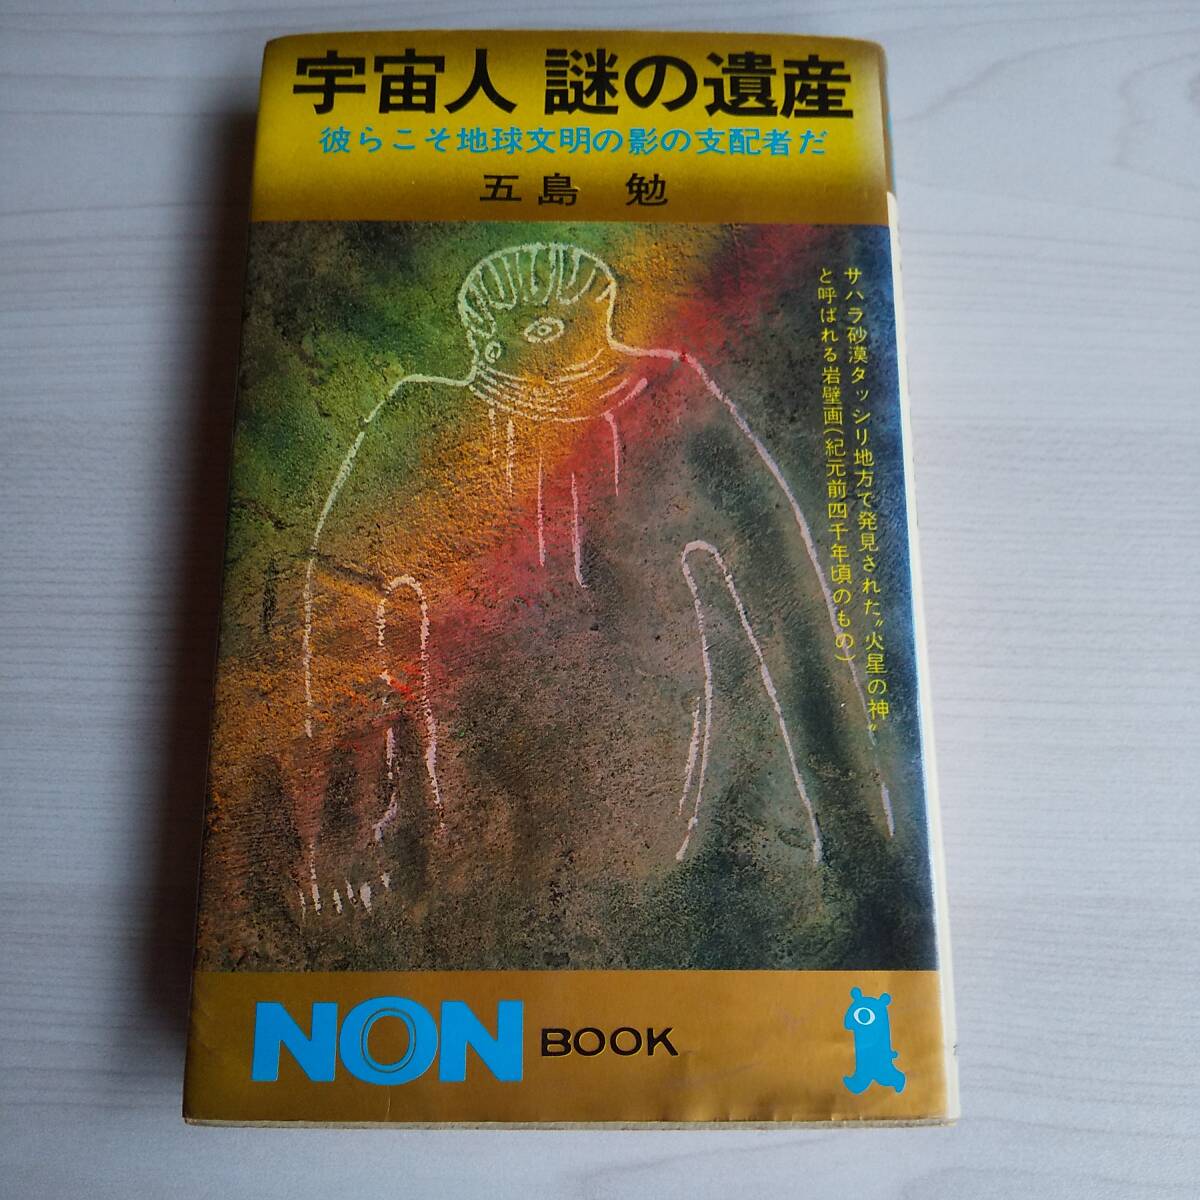 宇宙人 謎の遺産
彼らこそ地球文明の影の支配者だ
五島 勉
サハラ砂漠タッシリ地方で発見された〝火星の神〟
と呼ばれる岩壁画(紀元前四千年頃のもの)
NON BOOK